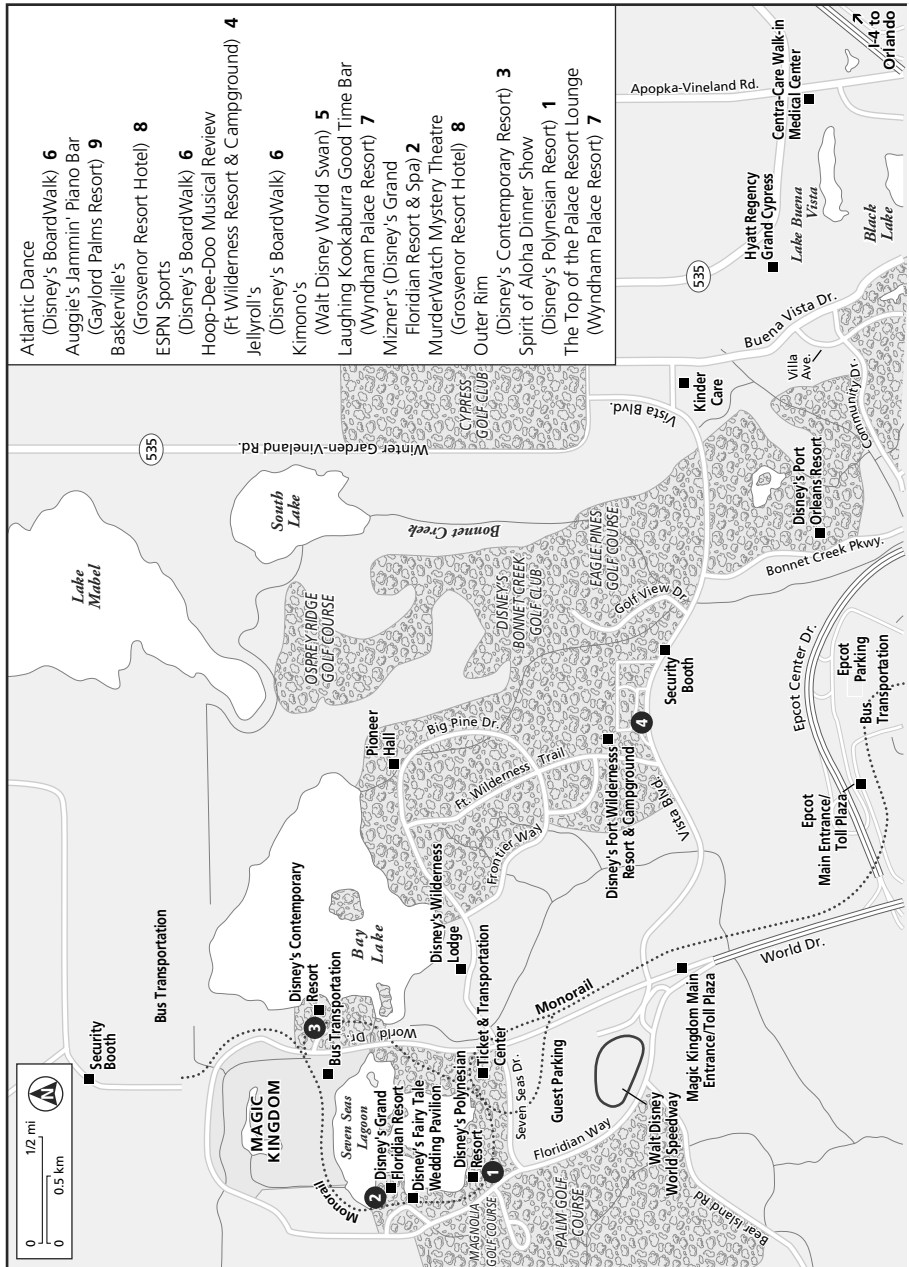 Atlantic Dance
(Disney's BoardWalk) 6
Auggie's Jammin' Piano Bar
(Gaylord Palms Resort) 9
Baskerville's
(Grosvenor Resort Hotel) 8
ESPN Sports
(Disney's BoardWalk) 6
Hoop-Dee-Doo Musical Review
(Ft Wilderness Resort & Campground) 4
Jellyroll's
(Disney's BoardWalk) 6
Kimono's
(Walt Disney World Swan) 5
Laughing Kookaburra Good Time Bar
(Wyndham Palace Resort) 7
Mizner's (Disney's Grand
Floridian Resort & Spa) 2
MurderWatch Mystery Theatre
(Grosvenor Resort Hotel) 8
Outer Rim
(Disney's Contemporary Resort) 3
Spirit of Aloha Dinner Show
(Disney's Polynesian Resort) 1
The Top of the Palace Resort Lounge
(Wyndham Palace Resort) 7
0 1/2 mi
0 0.5 km
N
Security
Booth
Bus Transportation
Lake
Mabel
South
Lake
535
Winter Garden-Vineland Rd.
CYPRESS
GOLF CLUB
Apopka-Vineland Rd.
I-4 to
Orlando
Centra-Care Walk-in
Medical Center
Hyatt Regency
Grand Cypress
Lake Buena
Vista
Black
Lake
535
Buena Vista Dr.
Villa
Ave.
Community Dr.
Kinder
Care
Vista Blvd.
Bonnet Creek
OSPREY RIDGE
GOLF COURSE
DISNEY'S
BONNET CREEK
GOLF CLUB
EAGLE PINES
GOLF COURSE
Golf View Dr.
Disney's Port
Orleans Resort
Bonnet Creek Pkwy.
Security
Booth
Epcot Center Dr.
Epcot
Parking
Bus.
Transportation
Epcot
Main Entrance/
Toll Plaza
Pioneer
Hall
Big Pine Dr.
Ft. Wilderness Trail
Frontier Way
4
Disney's Fort Wildernesss
Resort & Campground
Vista Blvd.
Disney's Contemporary
Resort
3
Bus Transportation
Bay
Lake
Disney's Wilderness
Lodge
World Dr.
Monorail
World Dr.
MAGIC
KINGDOM
Seven Seas
Lagoon
Monorail
2
Disney's Grand
Floridian Resort
Disney's Fairy Tale
Wedding Pavilion
Disney's Polynesian
Resort
1
Ticket & Transportation
Center
Seven Seas Dr.
Guest Parking
Floridian Way
Magic Kingdom Main
Entrance/Toll Plaza
Walt Disney
World Speedway
MAGNOLIA
GOLF COURSE
PALM GOLF
COURSE
Bear Island Rd